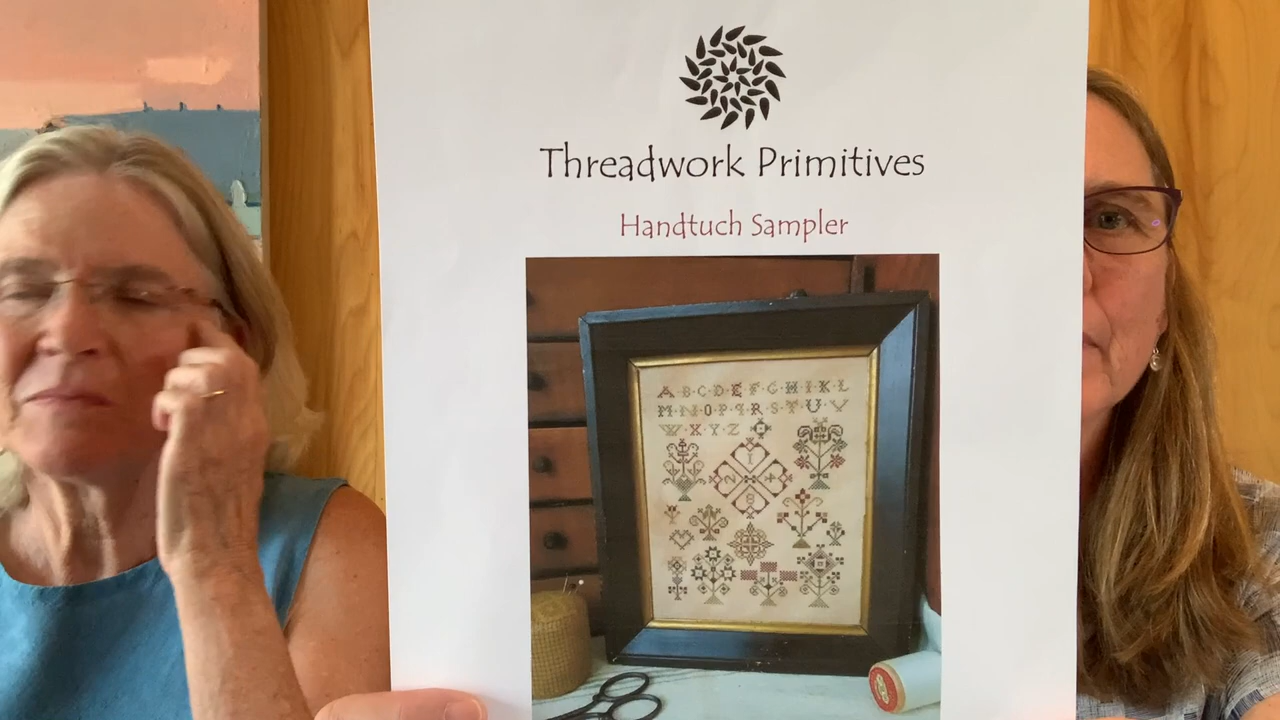 Threadwork Primitives
Handtuch Sampler
A B C D E F G H I K L
M N O P Q R S T U V
W X Y Z